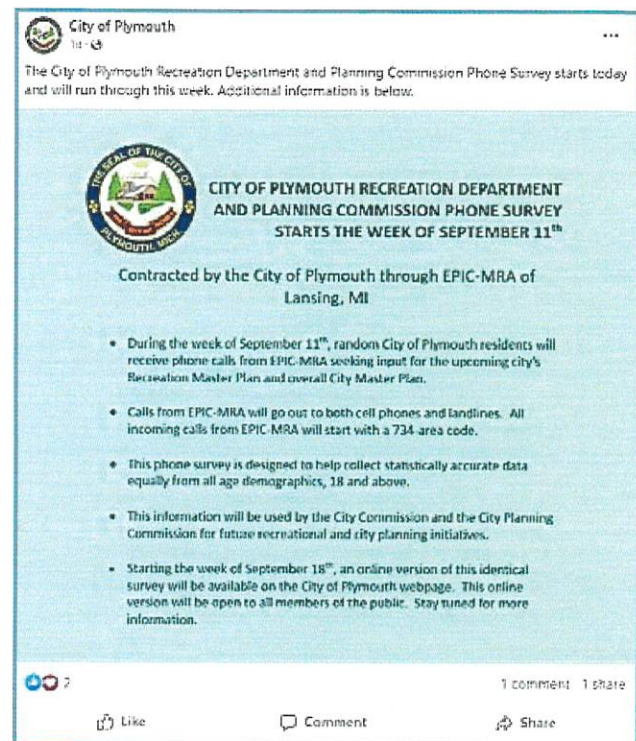 City of Plymouth
1d
The City of Plymouth Recreation Department and Planning Commission Phone Survey starts today
and will run through this week. Additional information is below.
THE SEAL OF THE CITY OF
PLYMOUTH, MICH
CITY OF PLYMOUTH RECREATION DEPARTMENT
AND PLANNING COMMISSION PHONE SURVEY
STARTS THE WEEK OF SEPTEMBER 11th
Contracted by the City of Plymouth through EPIC-MRA of
Lansing, MI
• During the week of September 11th, random City of Plymouth residents will
receive phone calls from EPIC-MRA seeking input for the upcoming city's
Recreation Master Plan and overall City Master Plan.
• Calls from EPIC-MRA will go out to both cell phones and landlines. All
incoming calls from EPIC-MRA will start with a 734-area code.
• This phone survey is designed to help collect statistically accurate data
equally from all age demographics, 18 and above.
• This information will be used by the City Commission and the City Planning
Commission for future recreational and city planning initiatives.
• Starting the week of September 18th, an online version of this identical
survey will be available on the City of Plymouth webpage. This online
version will be open to all members of the public. Stay tuned for more
information.
2
1 comment 1 share
Like
Comment
Share